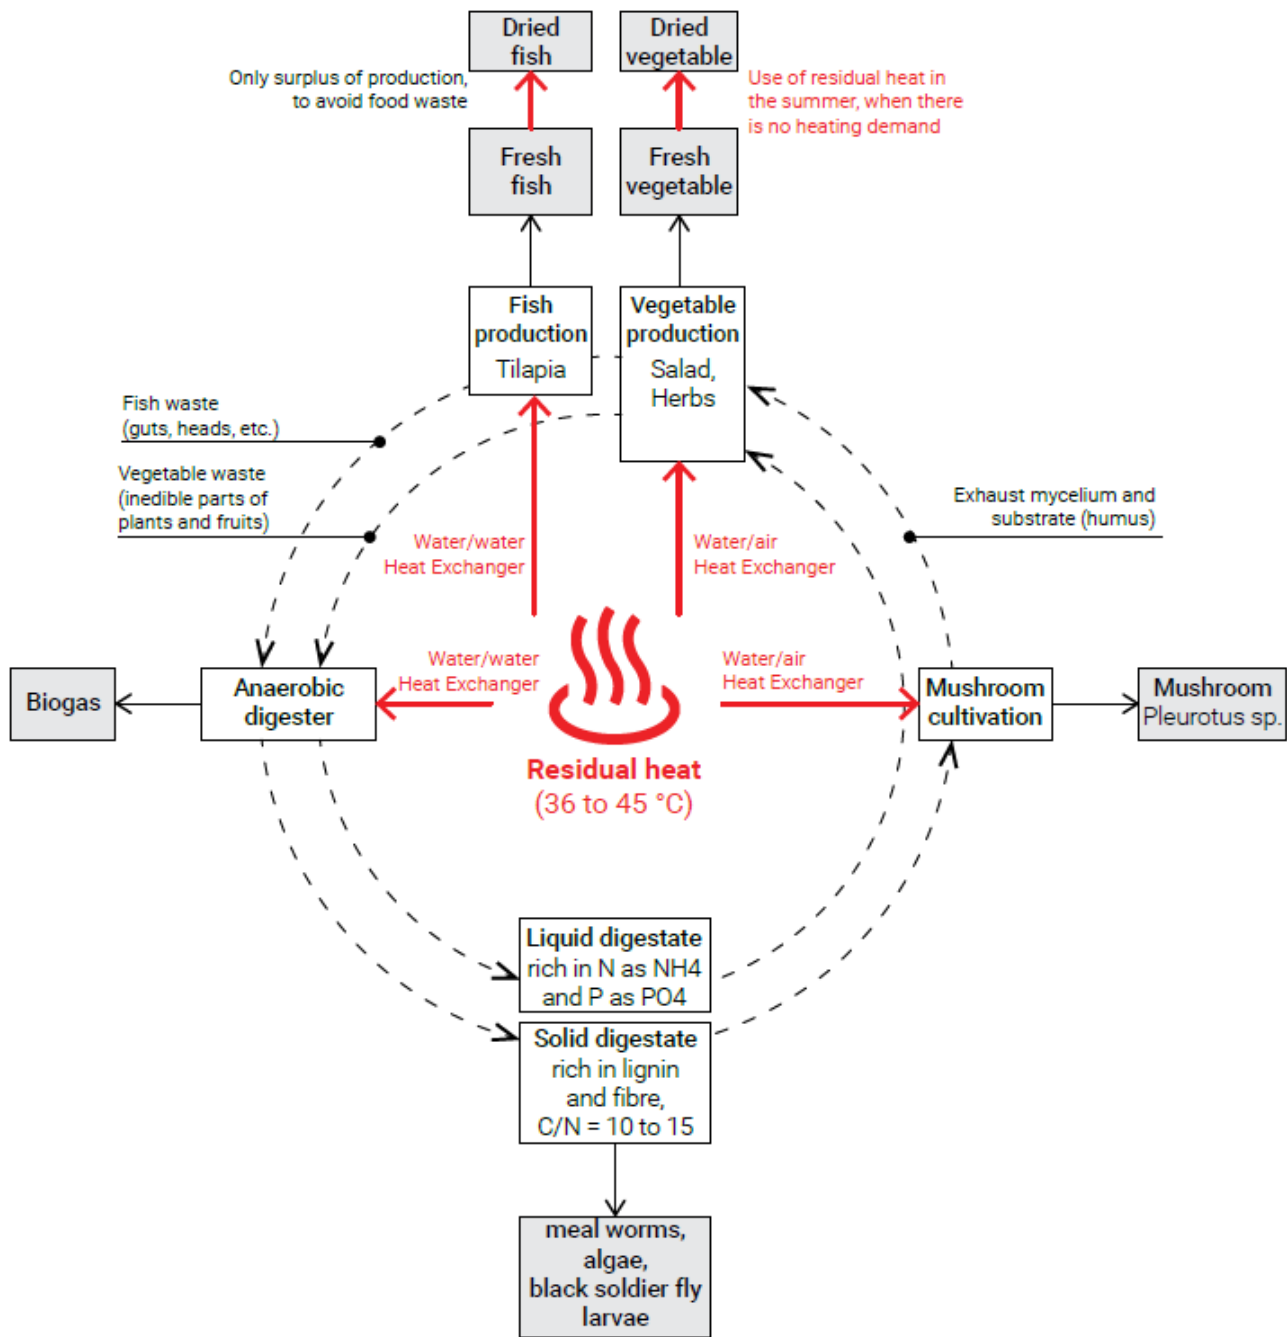 Dried
fish
Dried
vegetable
Only surplus of production,
to avoid food waste
Use of residual heat in
the summer, when there
is no heating demand
Fresh
fish
Fresh
vegetable
Fish
production
Tilapia
Vegetable
production
Salad,
Herbs
Fish waste
(guts, heads, etc.)
Vegetable waste
(inedible parts of
plants and fruits)
Exhaust mycelium and
substrate (humus)
Water/water
Heat Exchanger
Water/air
Heat Exchanger
Water/water
Heat Exchanger
Water/air
Heat Exchanger
Biogas
Anaerobic
digester
Mushroom
cultivation
Mushroom
Pleurotus sp.
Residual heat
(36 to 45 °C)
Liquid digestate
rich in N as NH4
and P as PO4
Solid digestate
rich in lignin
and fibre,
C/N = 10 to 15
meal worms,
algae,
black soldier fly
larvae